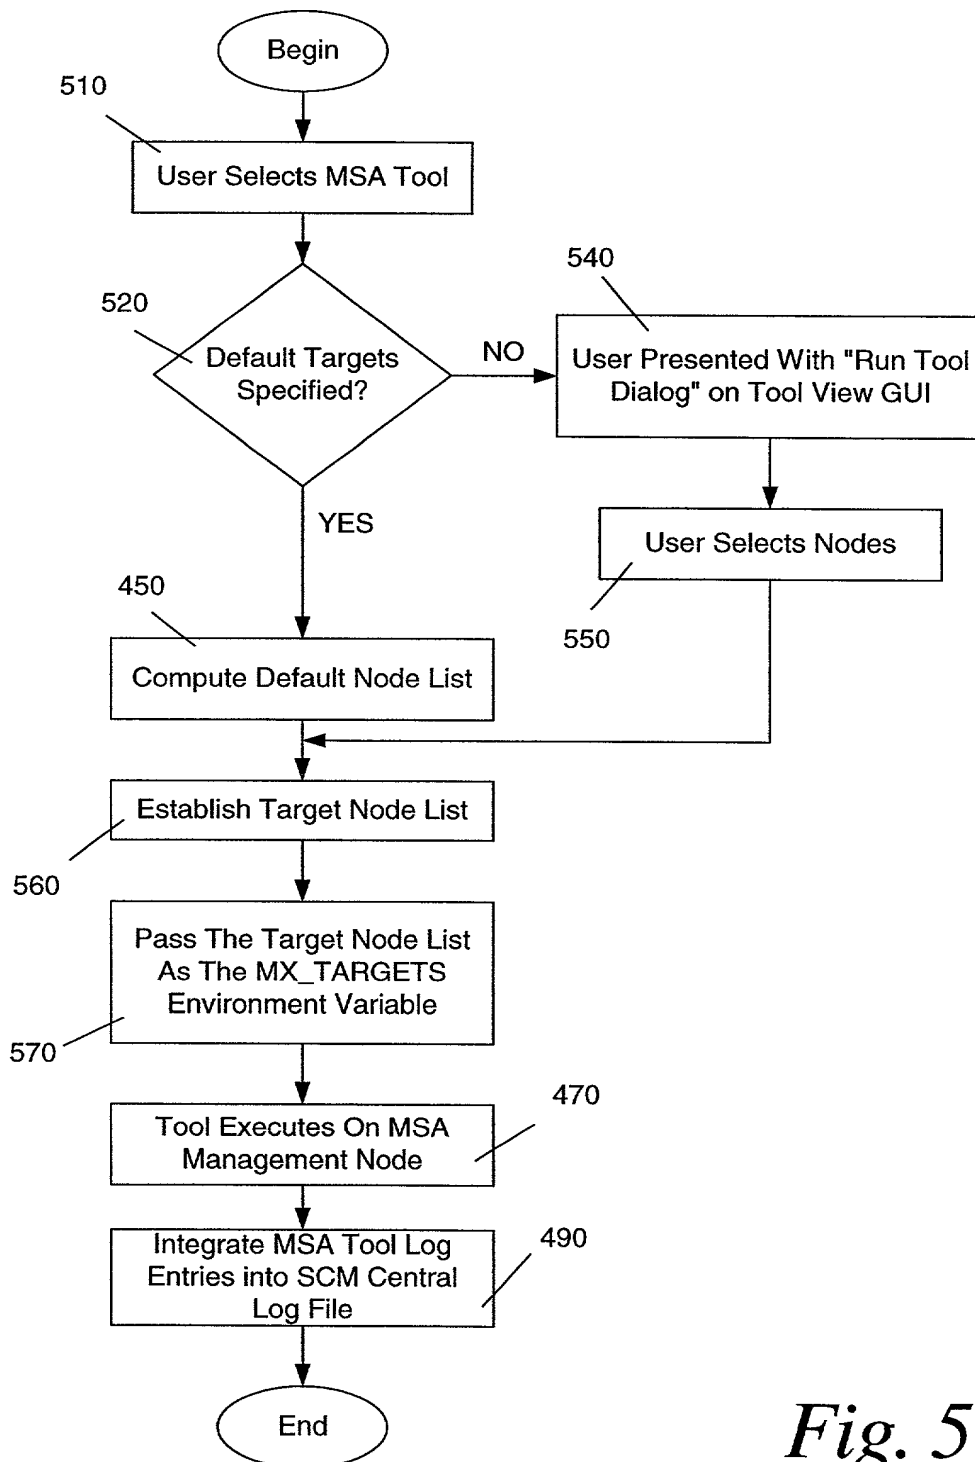 Begin
510
User Selects MSA Tool
520
Default Targets
Specified?
NO
540
User Presented With "Run Tool
Dialog" on Tool View GUI
YES
User Selects Nodes
550
450
Compute Default Node List
Establish Target Node List
560
Pass The Target Node List
As The MX_TARGETS
Environment Variable
570
470
Tool Executes On MSA
Management Node
490
Integrate MSA Tool Log
Entries into SCM Central
Log File
End
Fig. 5